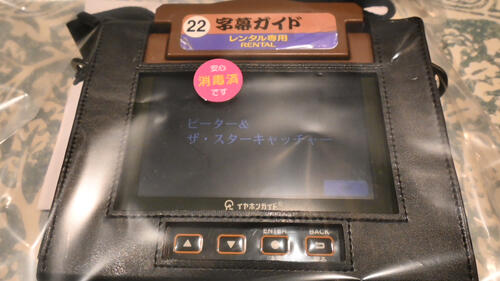 22
字幕ガイド
レンタル専用
RENTAL
安心
消毒済
です
ピーター&
ザ・スターキャッチャー
イヤホンガイド
ENTER
BACK